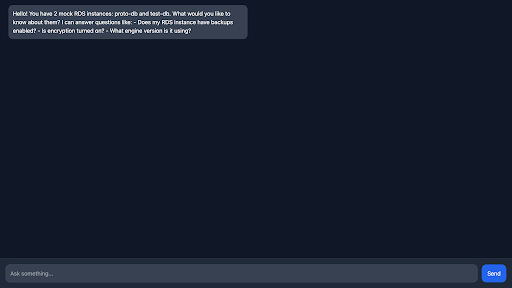 Hello! You have 2 mock RDS instances: proto-db and test-db. What would you like to
know about them? I can answer questions like: - Does my RDS instance have backups
enabled? - Is encryption turned on? - What engine version is it using?
Ask something...
Send